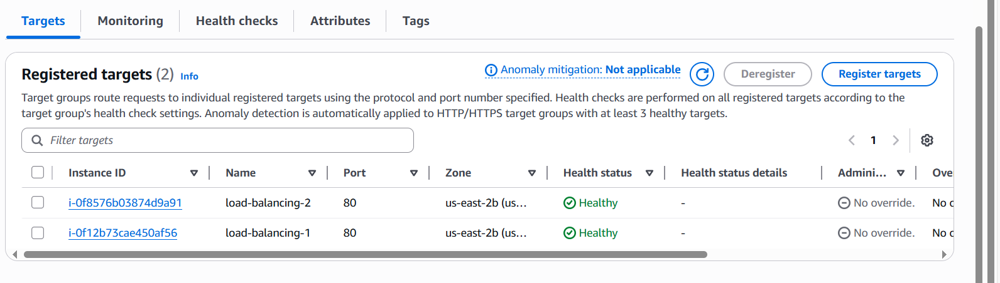 Targets Monitoring Health checks Attributes Tags
Registered targets (2) Info Anomaly mitigation: Not applicable Deregister Register targets
Target groups route requests to individual registered targets using the protocol and port number specified. Health checks are performed on all registered targets according to the
target group's health check settings. Anomaly detection is automatically applied to HTTP/HTTPS target groups with at least 3 healthy targets.
Filter targets 1
Instance ID Name Port Zone Health status Health status details Admini... Ove
i-0f8576b03874d9a91 load-balancing-2 80 us-east-2b (us... Healthy - No override. No
i-0f12b73cae450af56 load-balancing-1 80 us-east-2b (us... Healthy - No override. No